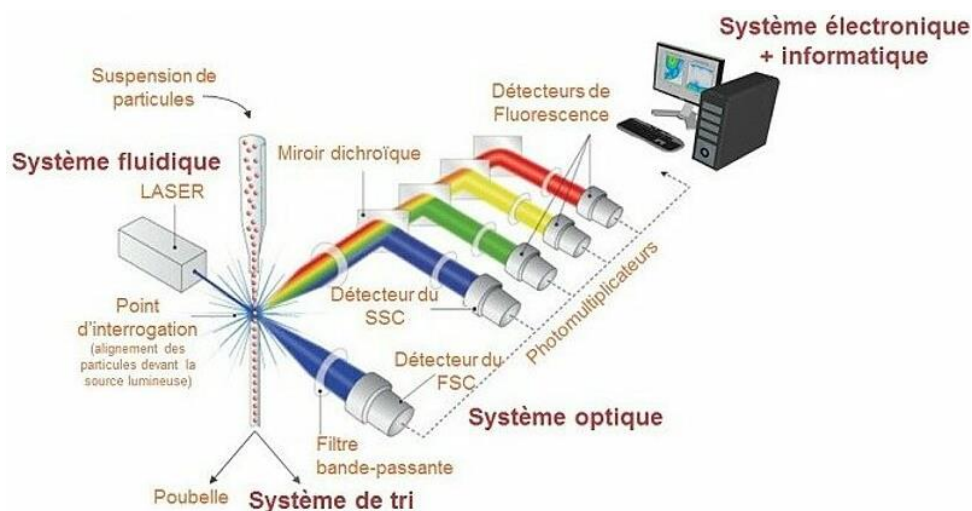 Système électronique
+ informatique
Suspension de
particules
Détecteurs de
Fluorescence
Système fluidique
Miroir dichroïque
LASER
Point
d'interrogation
(alignement des
particules devant la
source lumineuse)
Détecteur du
SSC
Photomultiplicateurs
Détecteur du
FSC
Système optique
Filtre
bande-passante
Poubelle
Système de tri